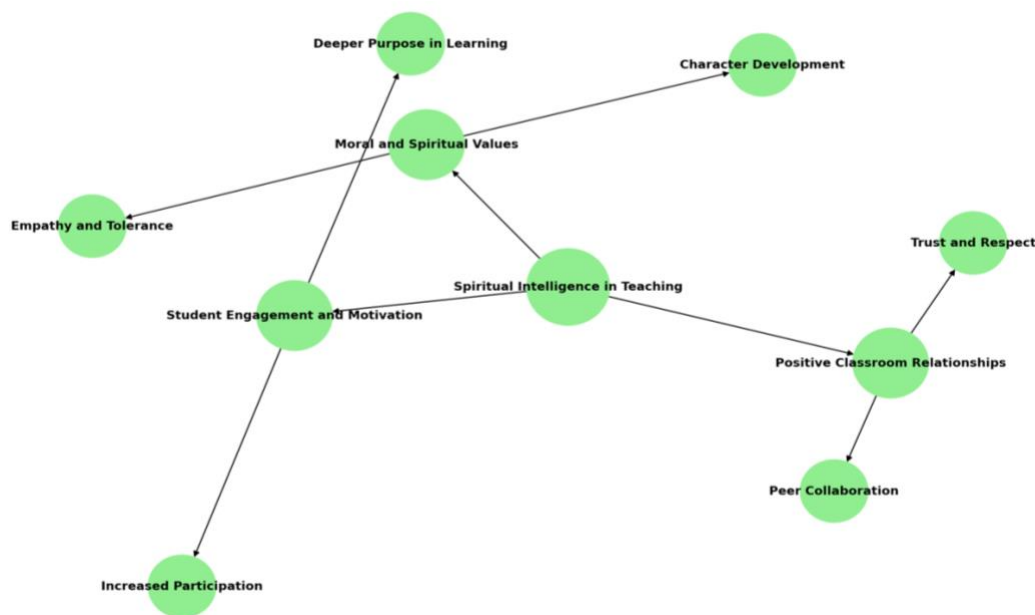 Deeper Purpose in Learning
Character Development
Moral and Spiritual Values
Empathy and Tolerance
Trust and Respect
Spiritual Intelligence in Teaching
Student Engagement and Motivation
Positive Classroom Relationships
Peer Collaboration
Increased Participation